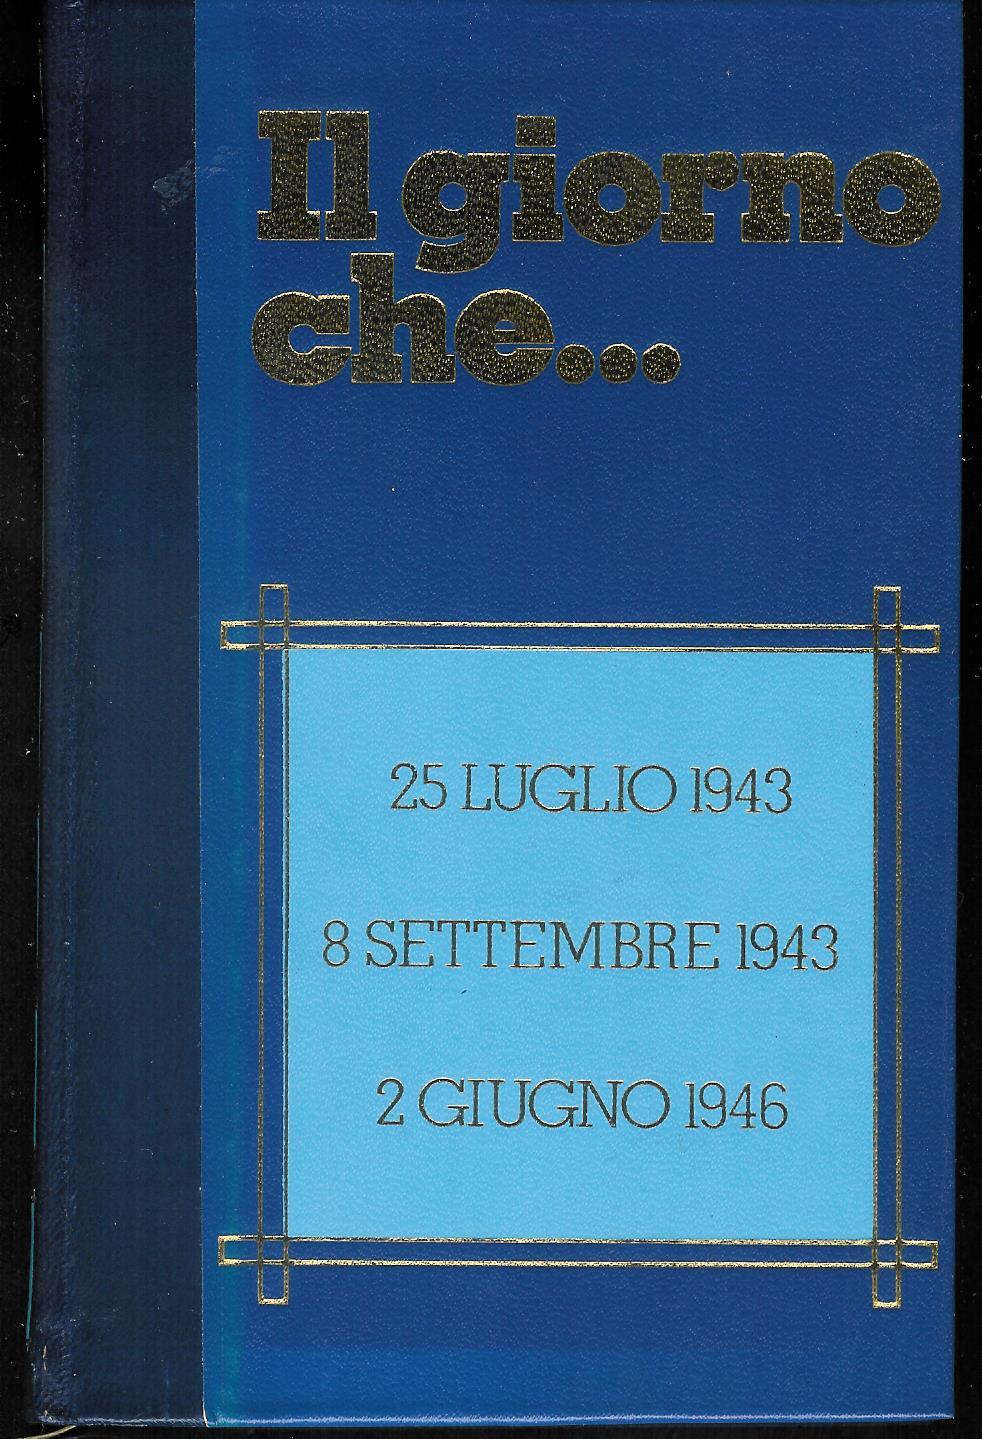 Il giorno
che...
25 LUGLIO 1943
8 SETTEMBRE 1943
2 GIUGNO 1946